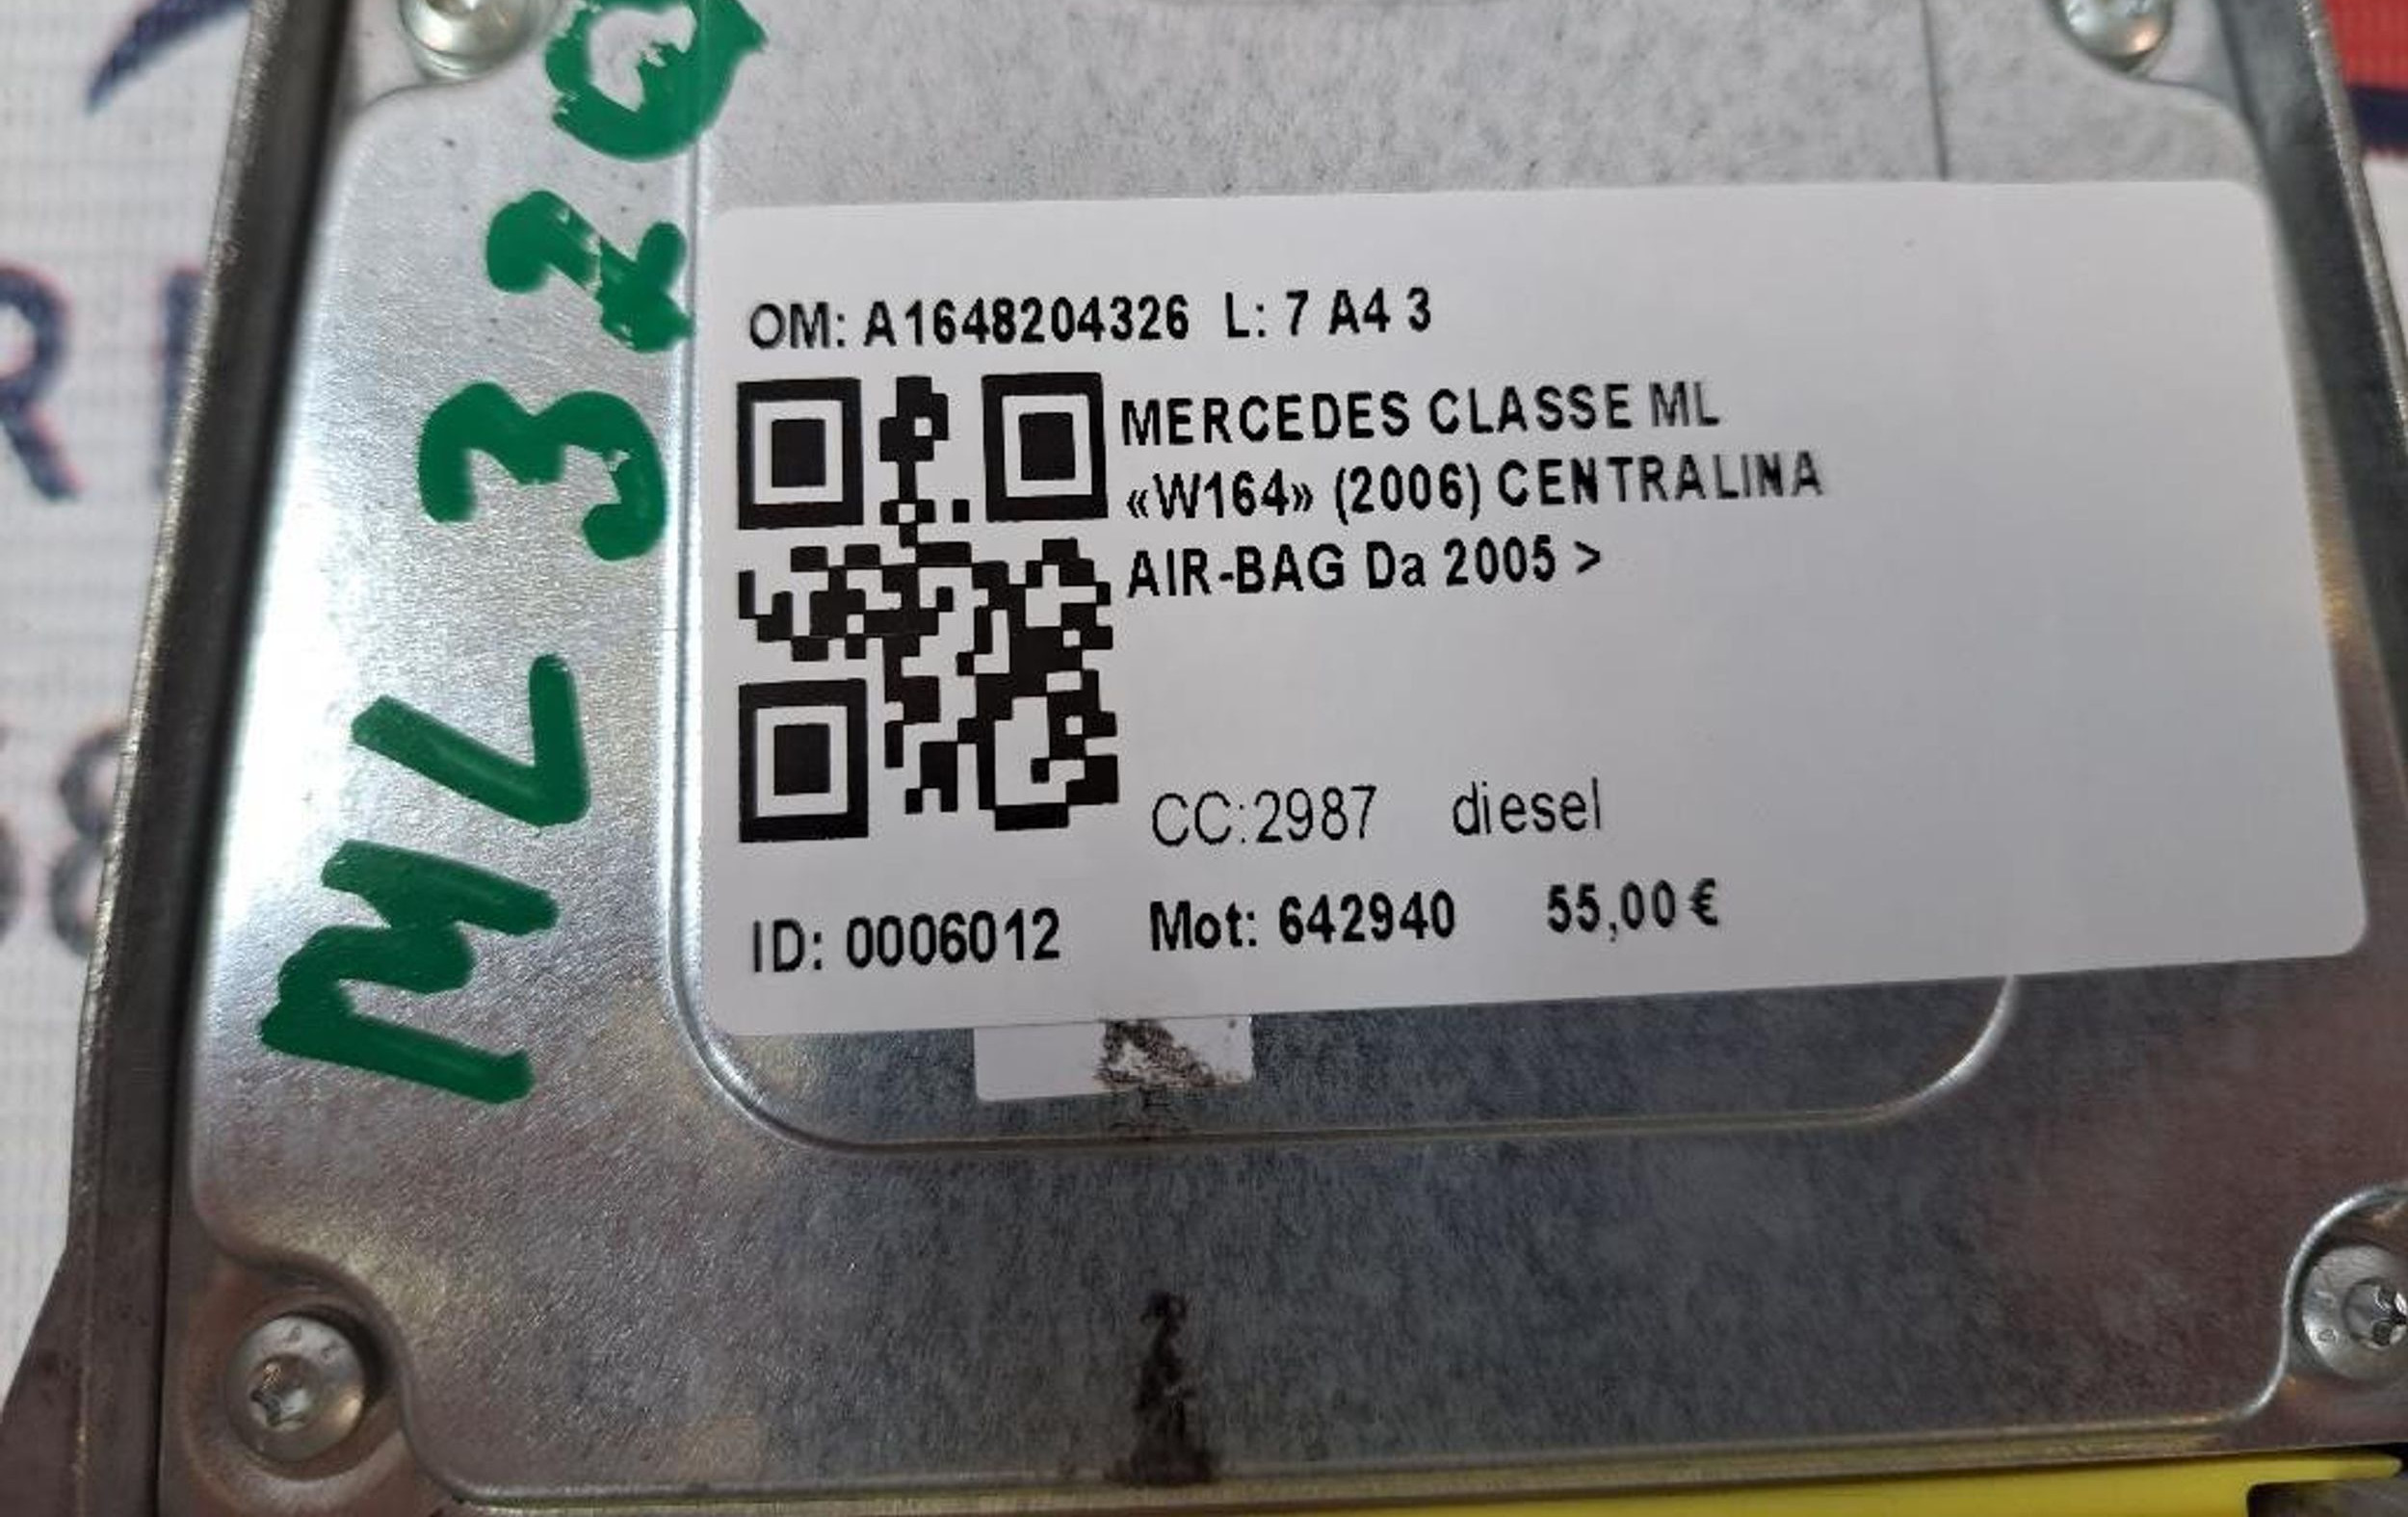 OM: A1648204326 L: 7 A4 3
MERCEDES CLASSE ML
«W164» (2006) CENTRALINA
AIR-BAG Da 2005 >
CC:2987 diesel
ID: 0006012 Mot: 642940 55,00 €
ML 320